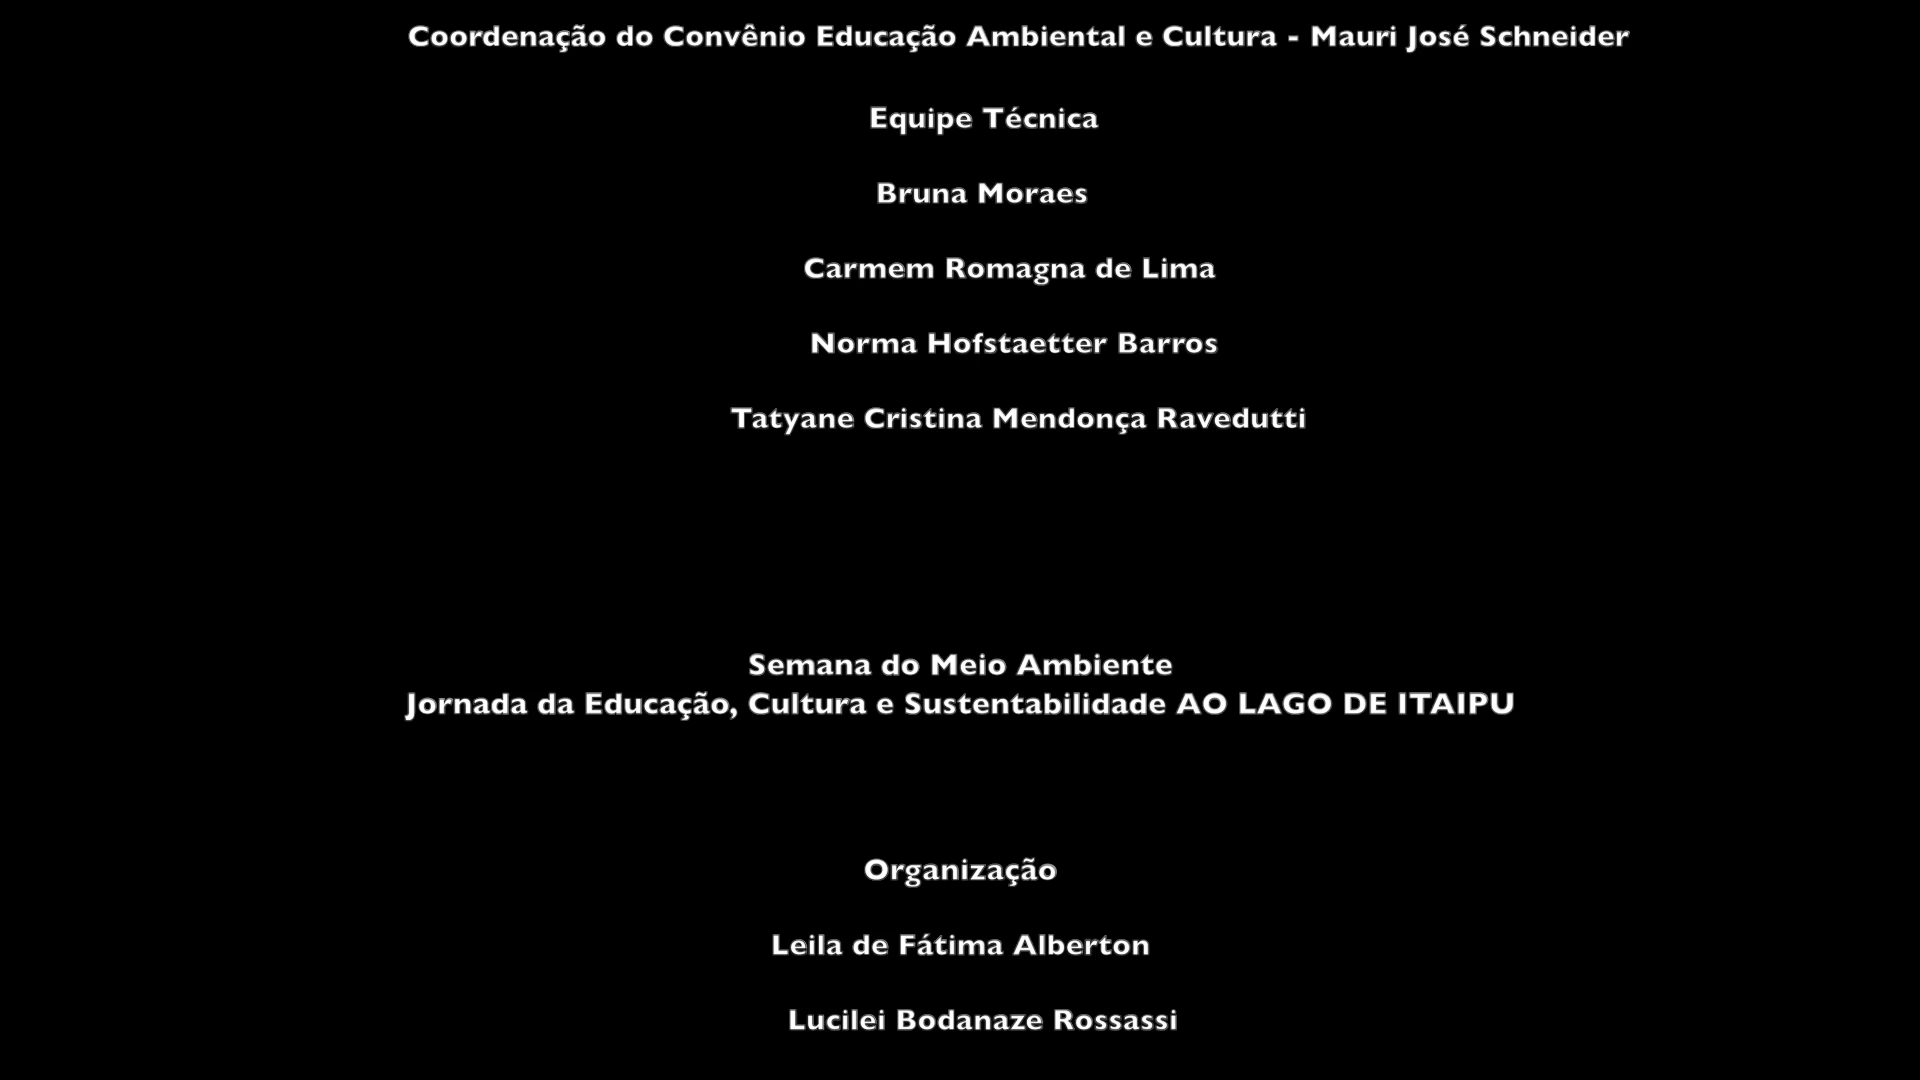 Coordenação do Convênio Educação Ambiental e Cultura - Mauri José Schneider
Equipe Técnica
Bruna Moraes
Carmem Romagna de Lima
Norma Hofstaetter Barros
Tatyane Cristina Mendonça Ravedutti
Semana do Meio Ambiente
Jornada da Educação, Cultura e Sustentabilidade AO LAGO DE ITAIPU
Organização
Leila de Fátima Alberton
Lucilei Bodanaze Rossassi